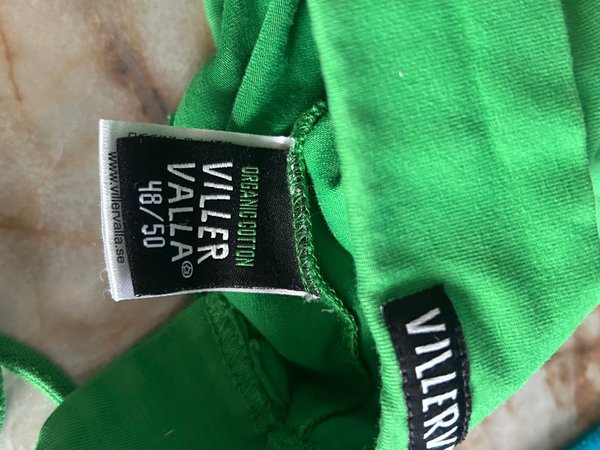 ORGANIC COTTON
VILLER
VALLA®
48/50
www.villervalla.se
VILLERV